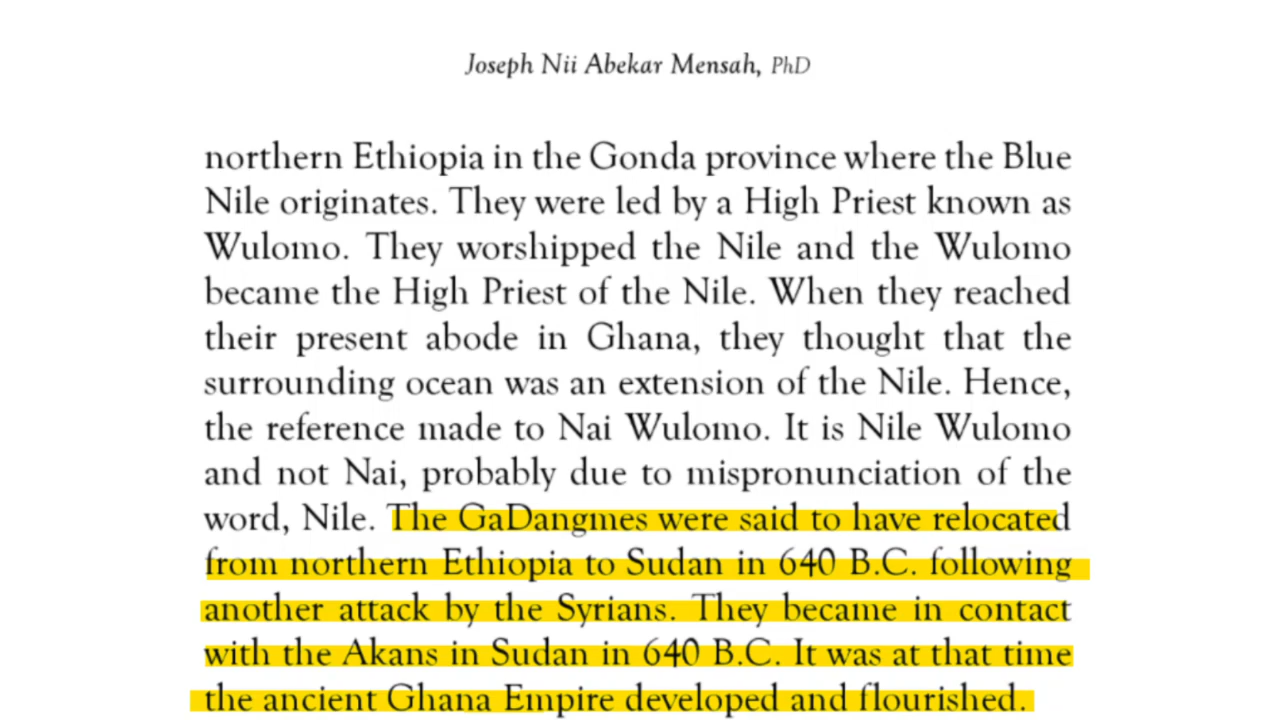 Joseph Nii Abekar Mensah, PhD
northern Ethiopia in the Gonda province where the Blue
Nile originates. They were led by a High Priest known as
Wulomo. They worshipped the Nile and the Wulomo
became the High Priest of the Nile. When they reached
their present abode in Ghana, they thought that the
surrounding ocean was an extension of the Nile. Hence,
the reference made to Nai Wulomo. It is Nile Wulomo
and not Nai, probably due to mispronunciation of the
word, Nile. The GaDangmes were said to have relocated
from northern Ethiopia to Sudan in 640 B.C. following
another attack by the Syrians. They became in contact
with the Akans in Sudan in 640 B.C. It was at that time
the ancient Ghana Empire developed and flourished.